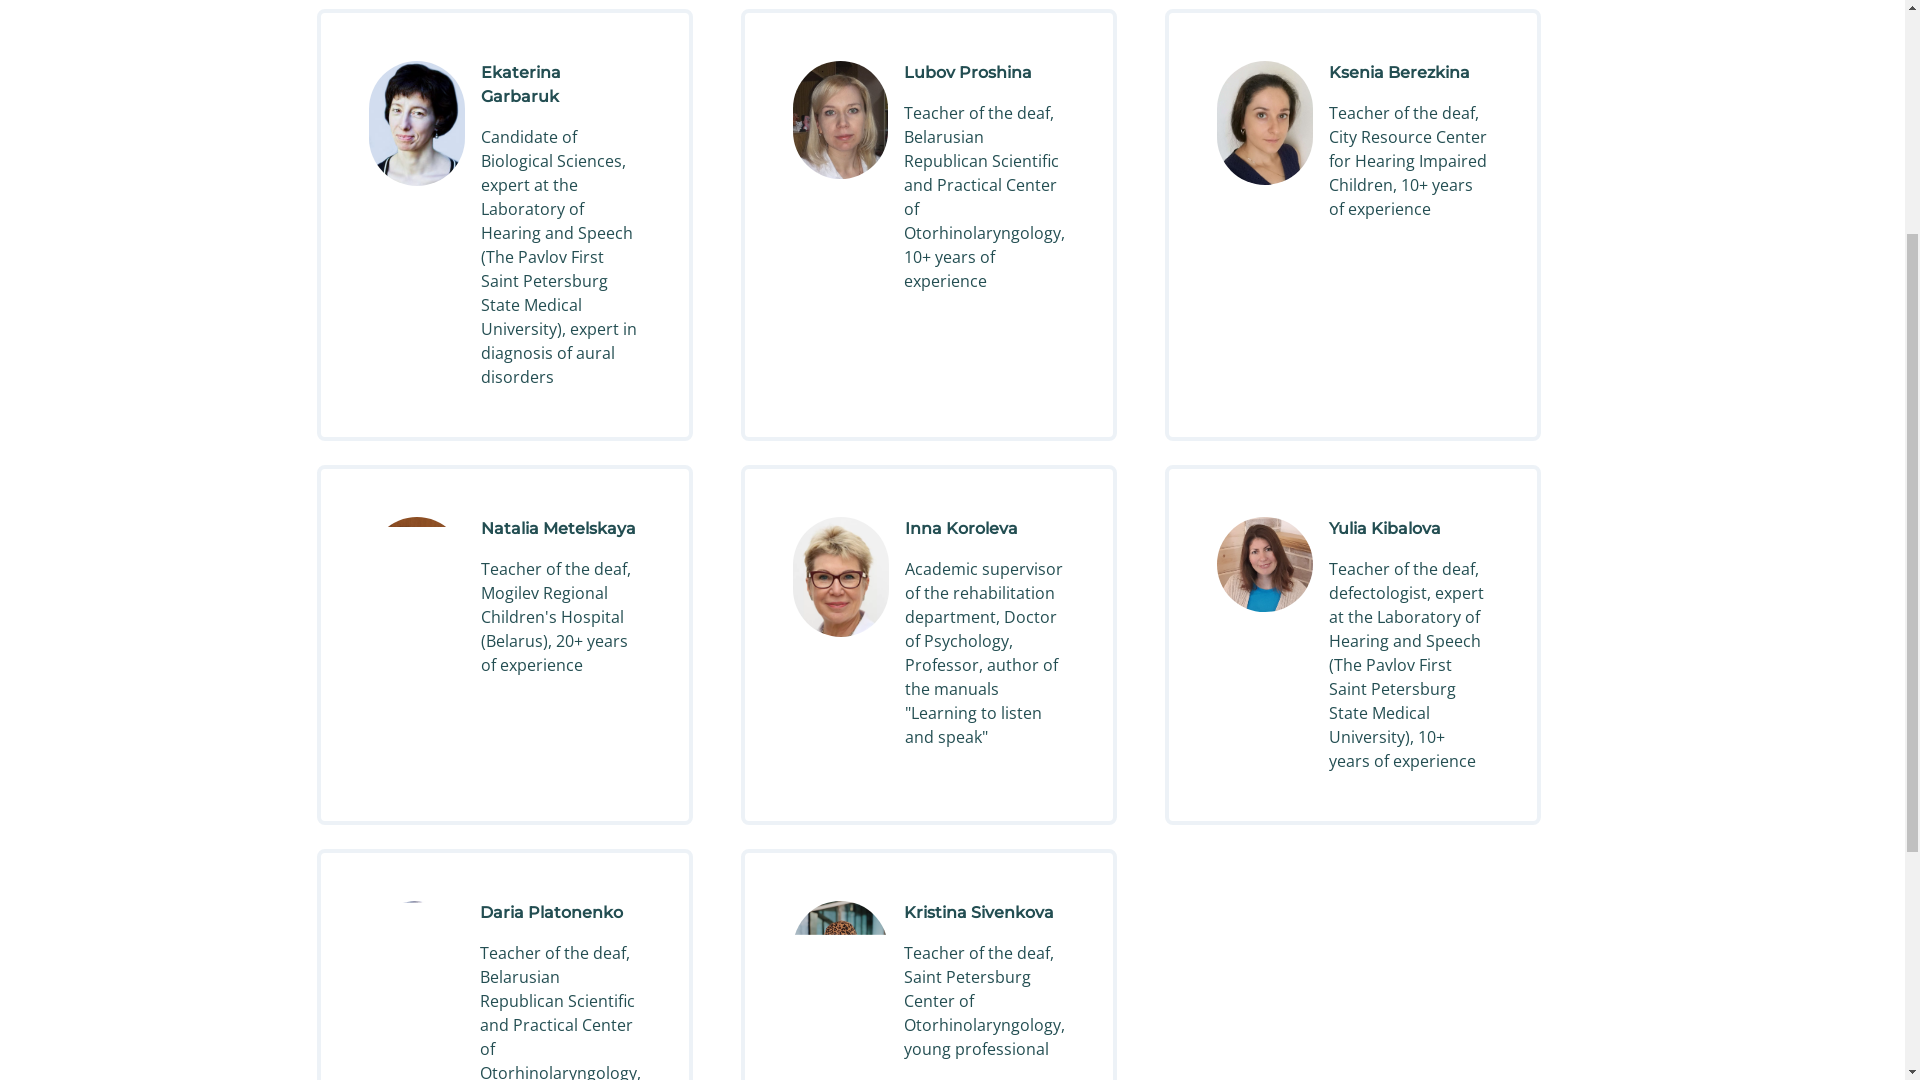 Ekaterina
Garbaruk
Candidate of
Biological Sciences,
expert at the
Laboratory of
Hearing and Speech
(The Pavlov First
Saint Petersburg
State Medical
University), expert in
diagnosis of aural
disorders
Lubov Proshina
Teacher of the deaf,
Belarusian
Republican Scientific
and Practical Center
of
Otorhinolaryngology,
10+ years of
experience
Ksenia Berezkina
Teacher of the deaf,
City Resource Center
for Hearing Impaired
Children, 10+ years
of experience
Natalia Metelskaya
Teacher of the deaf,
Mogilev Regional
Children's Hospital
(Belarus), 20+ years
of experience
Inna Koroleva
Academic supervisor
of the rehabilitation
department, Doctor
of Psychology,
Professor, author of
the manuals
"Learning to listen
and speak"
Yulia Kibalova
Teacher of the deaf,
defectologist, expert
at the Laboratory of
Hearing and Speech
(The Pavlov First
Saint Petersburg
State Medical
University), 10+
years of experience
Daria Platonenko
Teacher of the deaf,
Belarusian
Republican Scientific
and Practical Center
of
Otorhinolaryngology,
Kristina Sivenkova
Teacher of the deaf,
Saint Petersburg
Center of
Otorhinolaryngology,
young professional